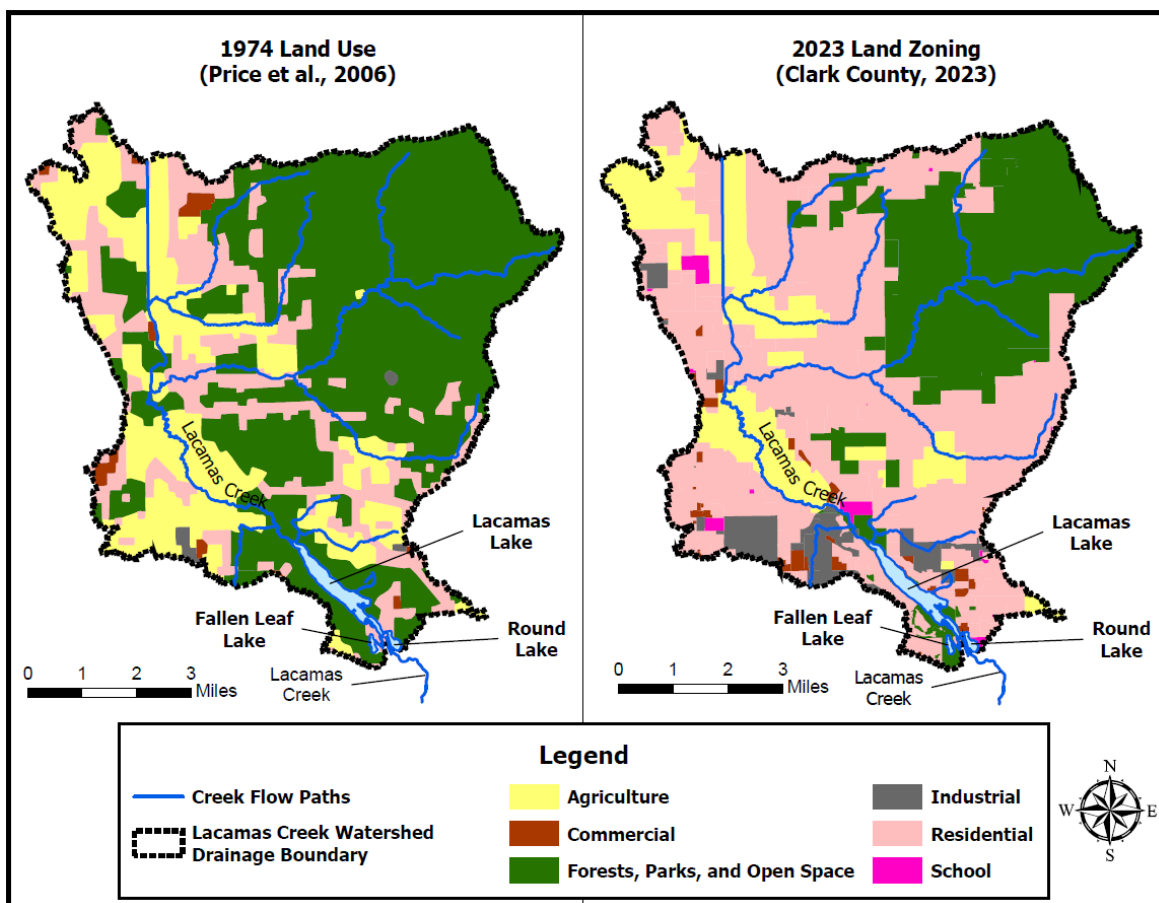 1974 Land Use
(Price et al., 2006)
Lacamas Creek
Lacamas
Lake
Fallen Leaf
Lake
Round
Lake
Lacamas
Creek
0 1 2 3
Miles
2023 Land Zoning
(Clark County, 2023)
Lacamas Creek
Lacamas
Lake
Fallen Leaf
Lake
Round
Lake
Lacamas
Creek
0 1 2 3
Miles
Legend
Creek Flow Paths
Lacamas Creek Watershed
Drainage Boundary
Agriculture
Commercial
Forests, Parks, and Open Space
Industrial
Residential
School
N
W E
S